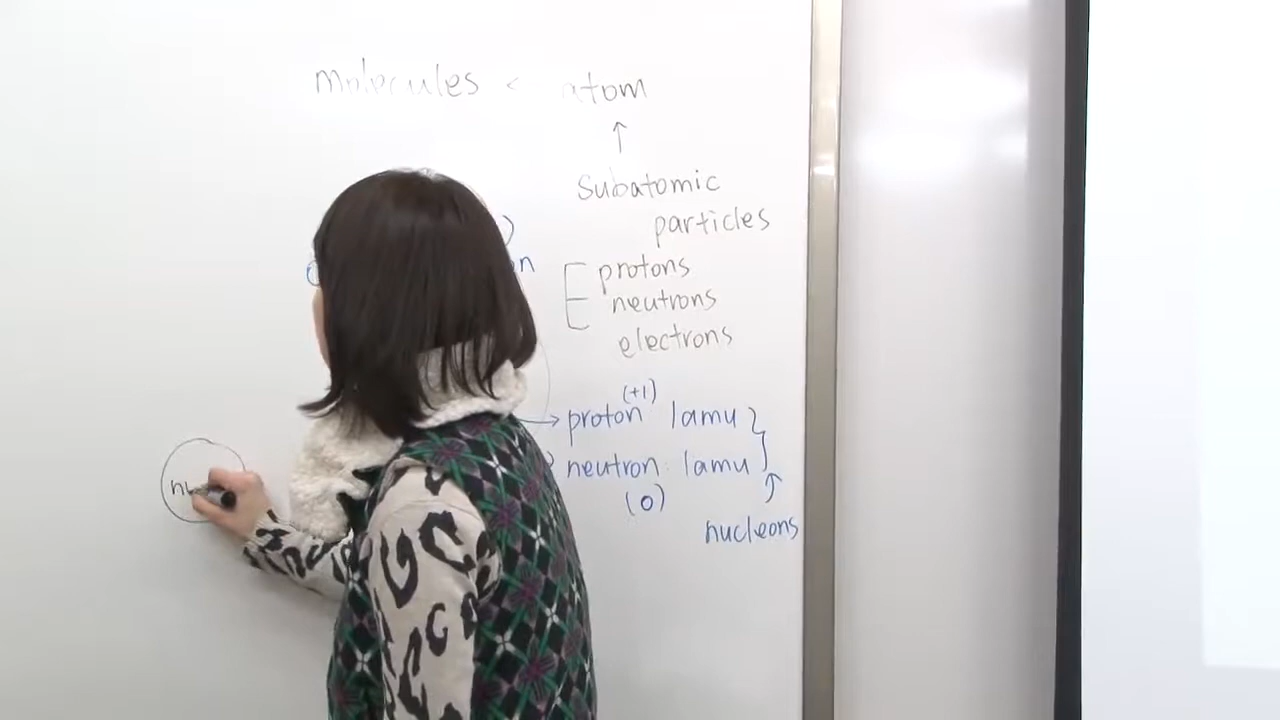 molecules < atom
↑
subatomic
particles
protons
neutrons
electrons
(+1)
proton 1amu
neutron: 1amu
(0)
nucleons